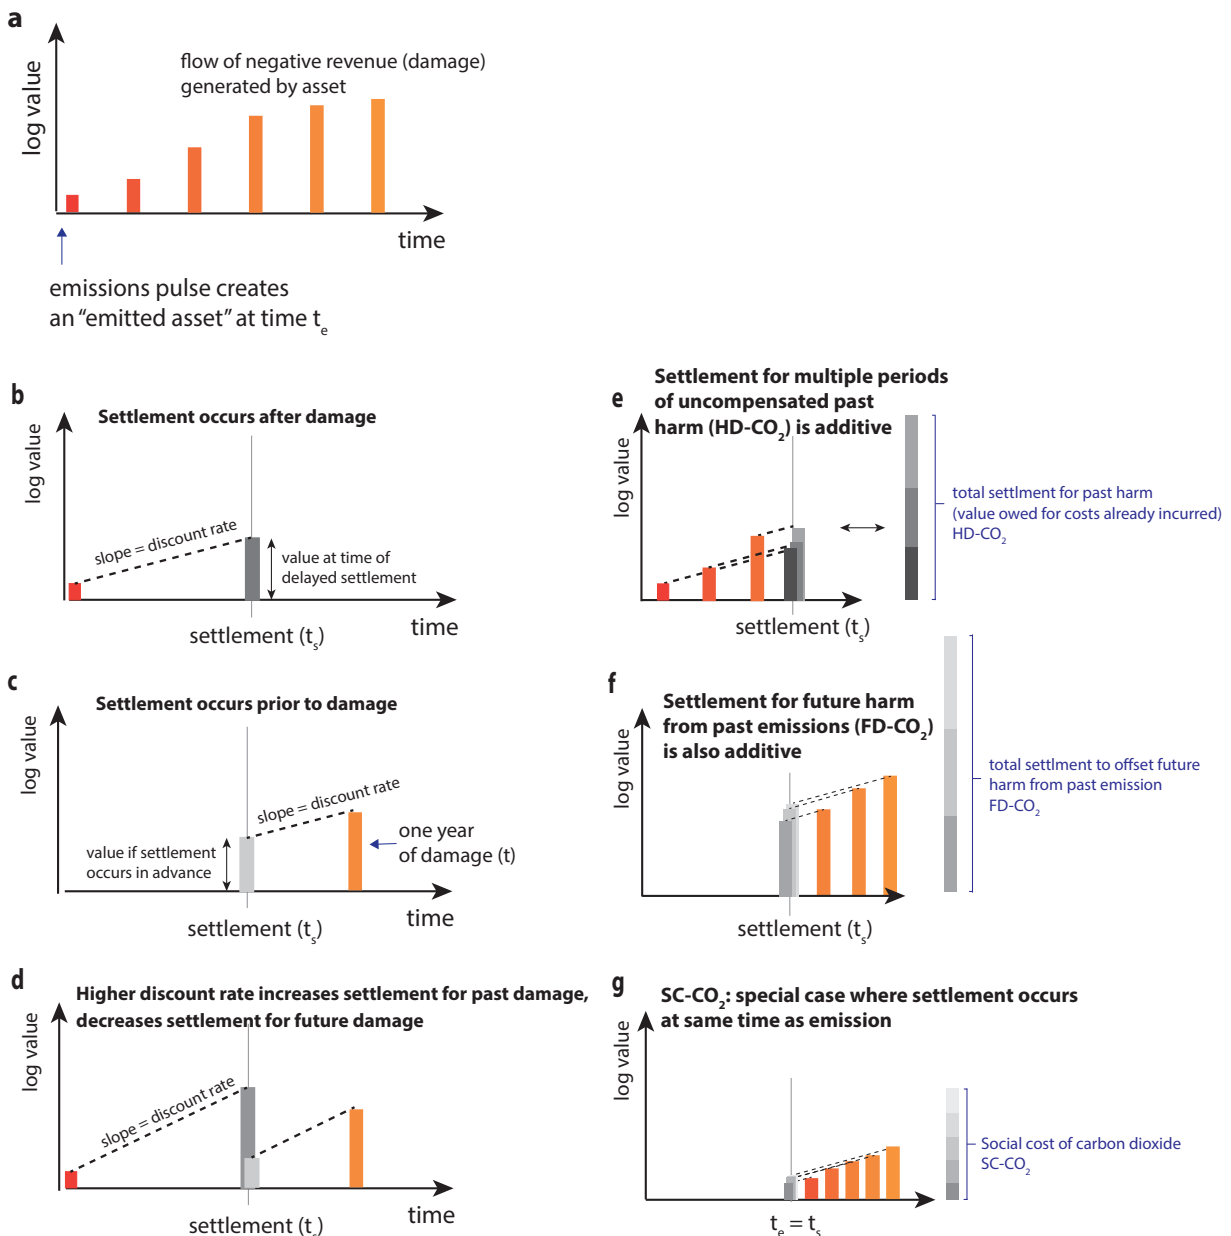 a
log value
flow of negative revenue (damage)
generated by asset
time
emissions pulse creates
an “emitted asset” at time tₑ
b
Settlement occurs after damage
log value
slope = discount rate
value at time of
delayed settlement
settlement (tₛ)
time
c
Settlement occurs prior to damage
log value
slope = discount rate
value if settlement
occurs in advance
one year
of damage (t)
settlement (tₛ)
time
d
Higher discount rate increases settlement for past damage,
decreases settlement for future damage
log value
slope = discount rate
settlement (tₛ)
time
e
Settlement for multiple periods
of uncompensated past
harm (HD-CO₂) is additive
log value
settlement (tₛ)
total settlment for past harm
(value owed for costs already incurred)
HD-CO₂
f
Settlement for future harm
from past emissions (FD-CO₂)
is also additive
log value
settlement (tₛ)
total settlment to offset future
harm from past emission
FD-CO₂
g
SC-CO₂: special case where settlement occurs
at same time as emission
log value
tₑ = tₛ
Social cost of carbon dioxide
SC-CO₂